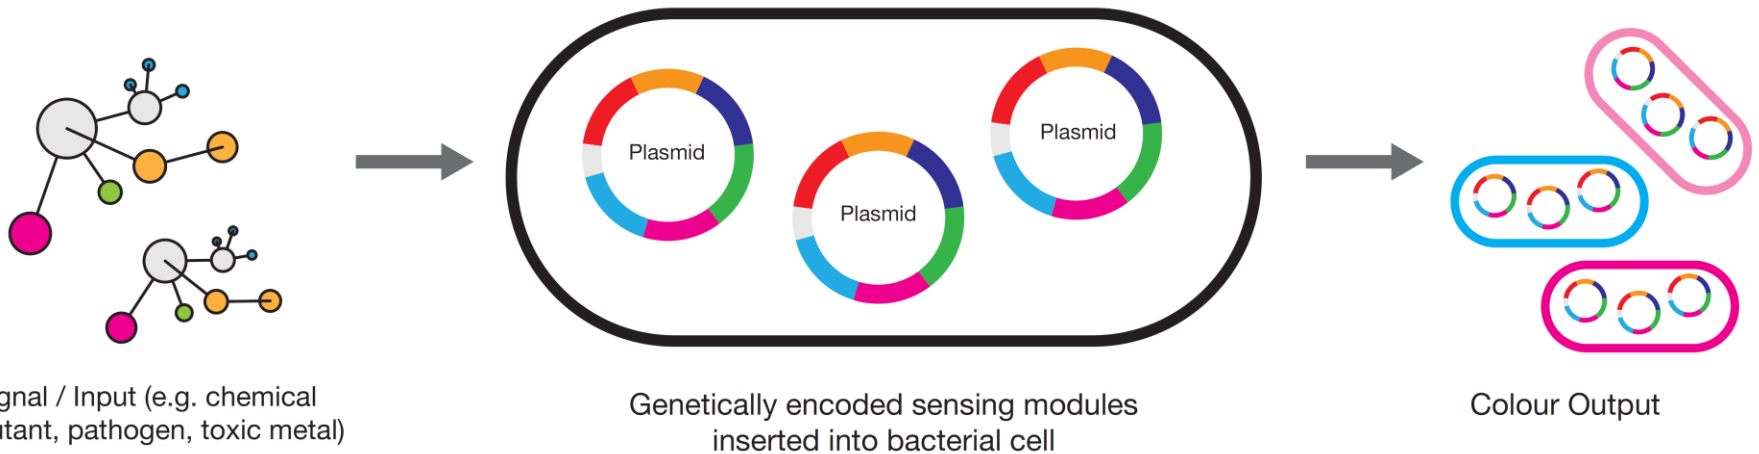 Plasmid
Plasmid
Plasmid
gnal / Input (e.g. chemical
utant, pathogen, toxic metal)
Genetically encoded sensing modules
inserted into bacterial cell
Colour Output